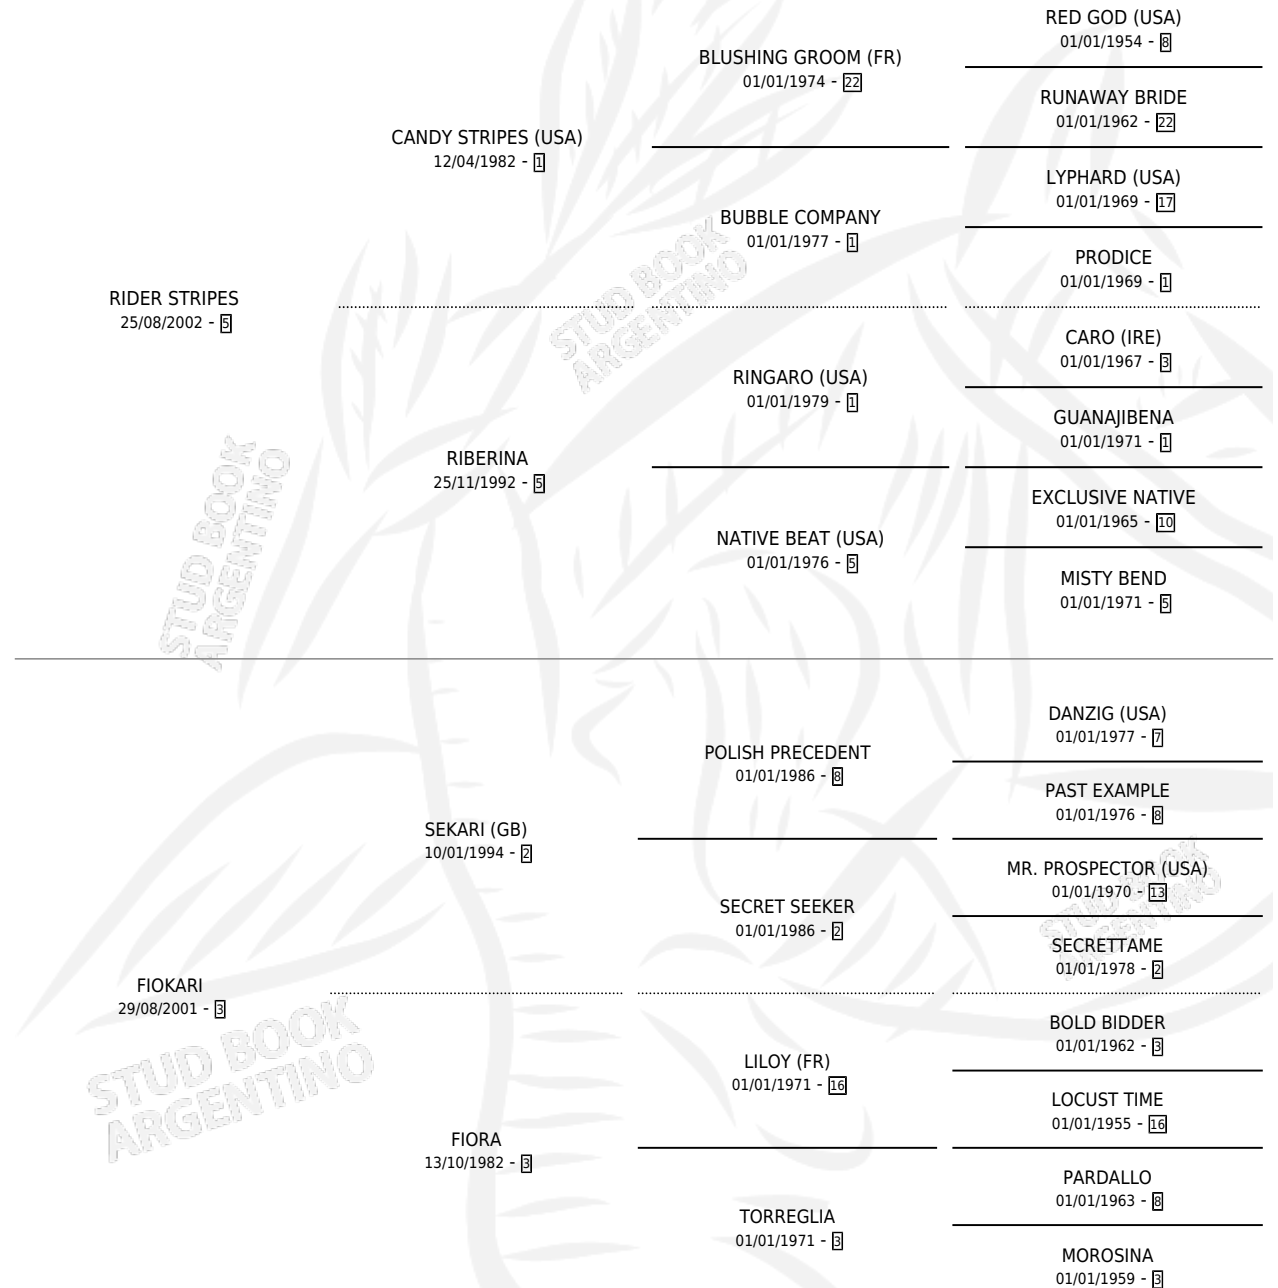 RED GOD (USA)
01/01/1954 - 8
BLUSHING GROOM (FR)
01/01/1974 - 22
RUNAWAY BRIDE
01/01/1962 - 22
CANDY STRIPES (USA)
12/04/1982 - 1
LYPHARD (USA)
01/01/1969 - 17
BUBBLE COMPANY
01/01/1977 - 1
PRODICE
01/01/1969 - 1
RIDER STRIPES
25/08/2002 - 5
STUD BOOK
ARGENTINO
CARO (IRE)
01/01/1967 - 3
RINGARO (USA)
01/01/1979 - 1
GUANAJIBENA
01/01/1971 - 1
RIBERINA
25/11/1992 - 5
EXCLUSIVE NATIVE
01/01/1965 - 10
NATIVE BEAT (USA)
01/01/1976 - 5
MISTY BEND
01/01/1971 - 5
STUD BOOK
ARGENTINO
DANZIG (USA)
01/01/1977 - 7
POLISH PRECEDENT
01/01/1986 - 8
PAST EXAMPLE
01/01/1976 - 8
SEKARI (GB)
10/01/1994 - 2
MR. PROSPECTOR (USA)
01/01/1970 - 13
SECRET SEEKER
01/01/1986 - 2
STUD BOOK
ARGENTINO
SECRETTAME
01/01/1978 - 2
FIOKARI
29/08/2001 - 3
STUD BOOK
ARGENTINO
BOLD BIDDER
01/01/1962 - 3
LILOY (FR)
01/01/1971 - 16
LOCUST TIME
01/01/1955 - 16
FIORA
13/10/1982 - 3
PARDALLO
01/01/1963 - 8
TORREGLIA
01/01/1971 - 3
MOROSINA
01/01/1959 - 3